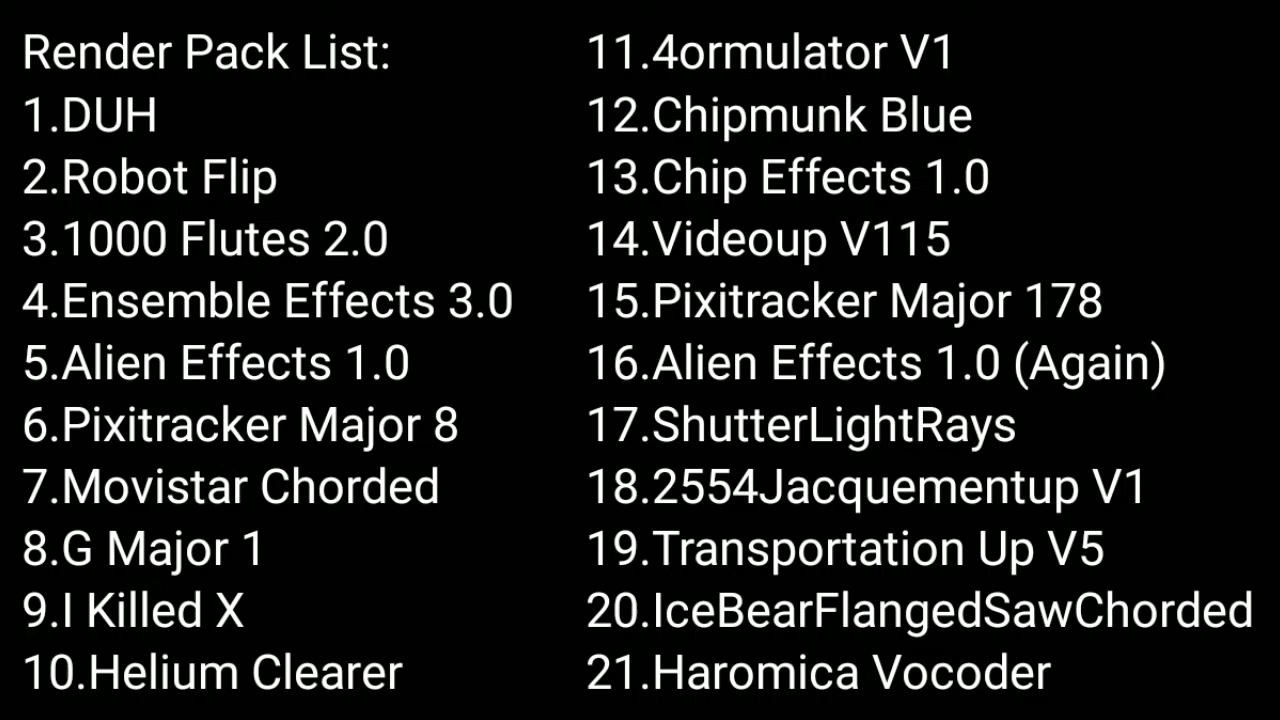 Render Pack List:
1.DUH
2.Robot Flip
3.1000 Flutes 2.0
4.Ensemble Effects 3.0
5.Alien Effects 1.0
6.Pixitracker Major 8
7.Movistar Chorded
8.G Major 1
9.I Killed X
10.Helium Clearer
11.4ormulator V1
12.Chipmunk Blue
13.Chip Effects 1.0
14.Videoup V115
15.Pixitracker Major 178
16.Alien Effects 1.0 (Again)
17.ShutterLightRays
18.2554Jacquementup V1
19.Transportation Up V5
20.IceBearFlangedSawChorded
21.Haromica Vocoder